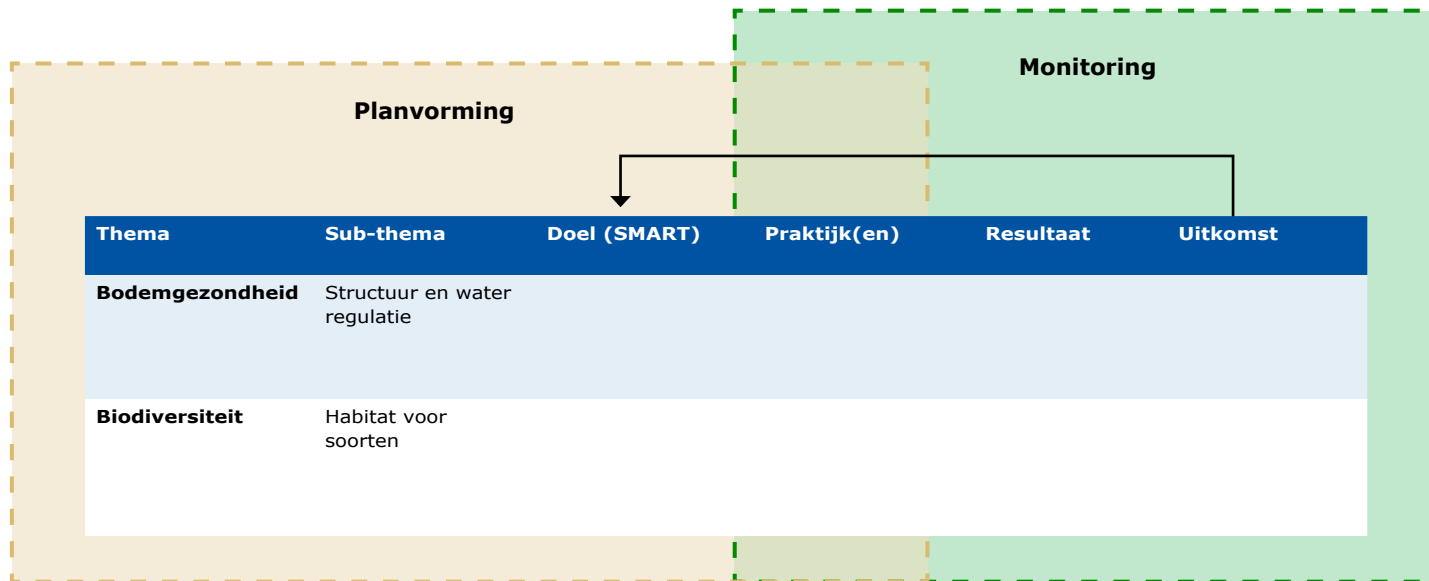 Monitoring
Planvorming
Thema Sub-thema Doel (SMART) Praktijk(en) Resultaat Uitkomst
Bodemgezondheid Structuur en water
regulatie
Biodiversiteit Habitat voor
soorten